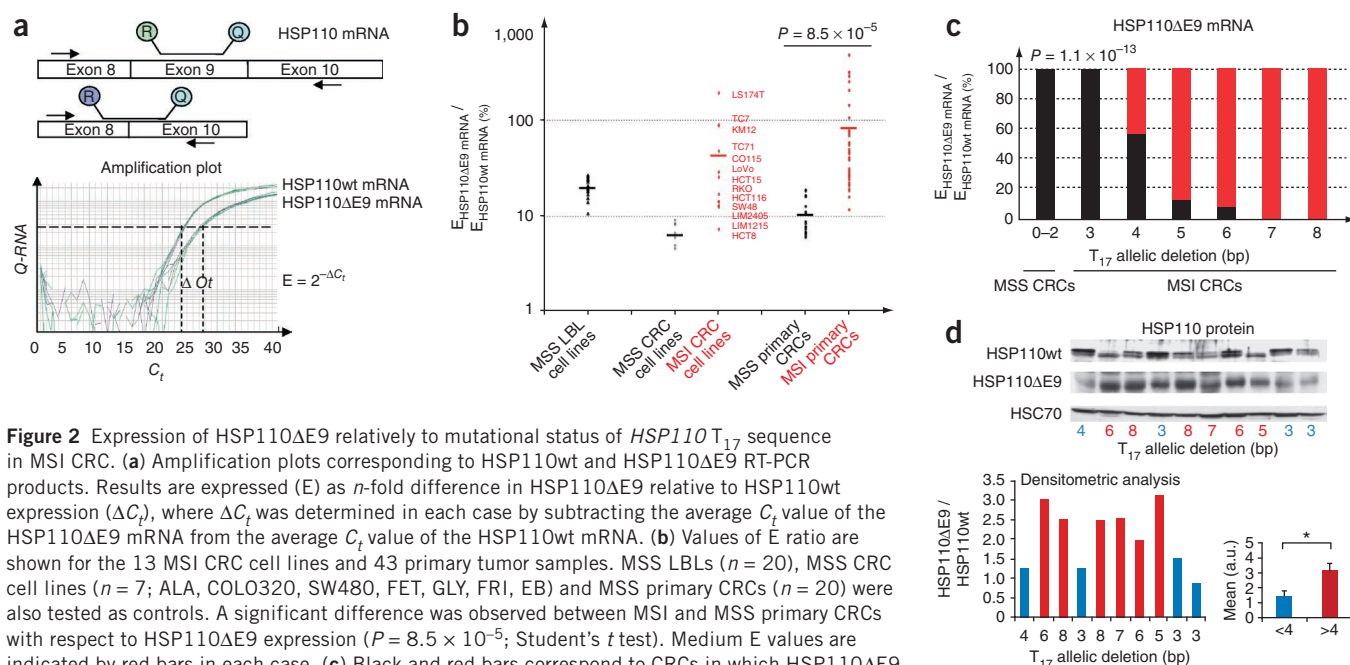 a
R
Q
HSP110 mRNA
Exon 8
Exon 9
Exon 10
R
Q
Exon 8
Exon 10
Amplification plot
HSP110wt mRNA
HSP110ΔE9 mRNA
Q-RNA
Δ Ct
E = 2^−ΔCt
0 5 10 15 20 25 30 35 40
Ct
b
E HSP110ΔE9 mRNA /
E HSP110wt mRNA (%)
1,000
100
10
1
P = 8.5 × 10−5
LS174T
TC7
KM12
TC71
CO115
LoVo
HCT15
RKO
HCT116
SW48
LIM2405
LIM1215
HCT8
MSS LBL
cell lines
MSS CRC
cell lines
MSI CRC
cell lines
MSS primary
CRCs
MSI primary
CRCs
c
HSP110ΔE9 mRNA
P = 1.1 × 10−13
E HSP110ΔE9 mRNA /
E HSP110wt mRNA (%)
100
80
60
40
20
0
0–2 3 4 5 6 7 8
T17 allelic deletion (bp)
MSS CRCs
MSI CRCs
d
HSP110 protein
HSP110wt
HSP110ΔE9
HSC70
4 6 8 3 8 7 6 5 3 3
T17 allelic deletion (bp)
Densitometric analysis
HSP110ΔE9 /
HSP110wt
3.5
3.0
2.5
2.0
1.5
1.0
0.5
0
4 6 8 3 8 7 6 5 3 3
T17 allelic deletion (bp)
Mean (a.u.)
5
4
3
2
1
0
*
<4 >4
Figure 2 Expression of HSP110ΔE9 relatively to mutational status of HSP110 T17 sequence
in MSI CRC. (a) Amplification plots corresponding to HSP110wt and HSP110ΔE9 RT-PCR
products. Results are expressed (E) as n-fold difference in HSP110ΔE9 relative to HSP110wt
expression (ΔCt), where ΔCt was determined in each case by subtracting the average Ct value of the
HSP110ΔE9 mRNA from the average Ct value of the HSP110wt mRNA. (b) Values of E ratio are
shown for the 13 MSI CRC cell lines and 43 primary tumor samples. MSS LBLs (n = 20), MSS CRC
cell lines (n = 7; ALA, COLO320, SW480, FET, GLY, FRI, EB) and MSS primary CRCs (n = 20) were
also tested as controls. A significant difference was observed between MSI and MSS primary CRCs
with respect to HSP110ΔE9 expression (P = 8.5 × 10−5; Student's t test). Medium E values are
indicated by red bars in each case. (c) Black and red bars correspond to CRCs in which HSP110ΔE9